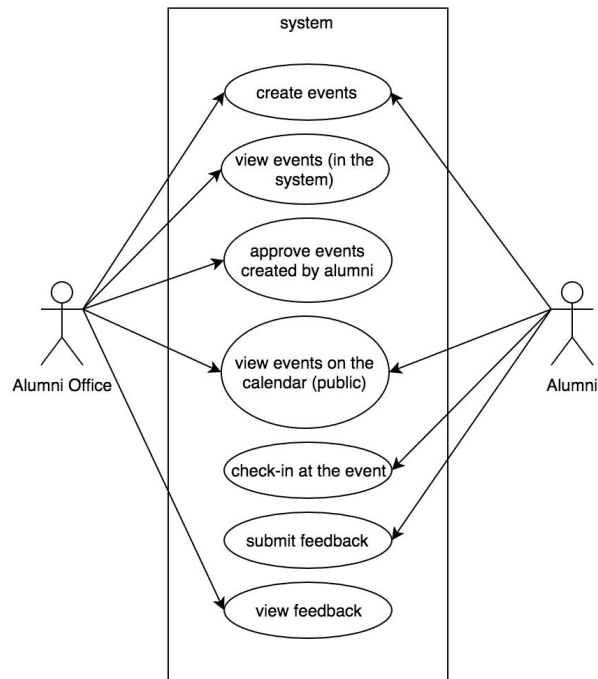 system
create events
view events (in the
system)
approve events
created by alumni
view events on the
calendar (public)
Alumni Office
Alumni
check-in at the event
submit feedback
view feedback